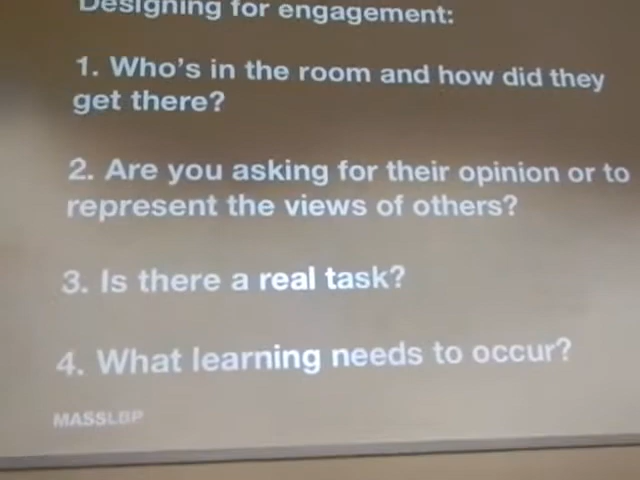 Designing for engagement:
1. Who's in the room and how did they
get there?
2. Are you asking for their opinion or to
represent the views of others?
3. Is there a real task?
4. What learning needs to occur?
MASSLBP